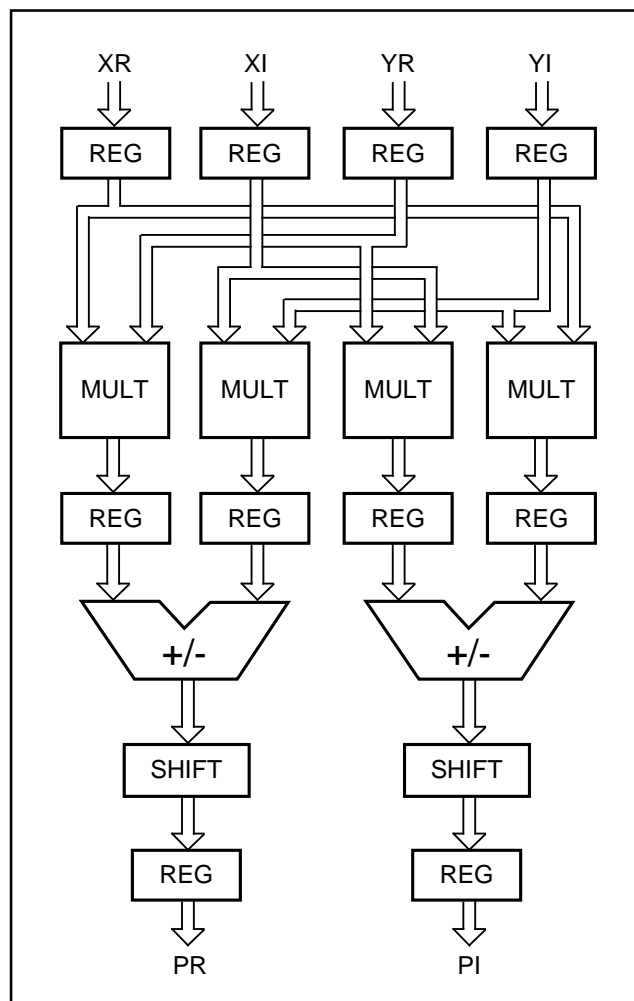 XR XI YR YI
REG REG REG REG
MULT MULT MULT MULT
REG REG REG REG
+/- +/-
SHIFT SHIFT
REG REG
PR PI